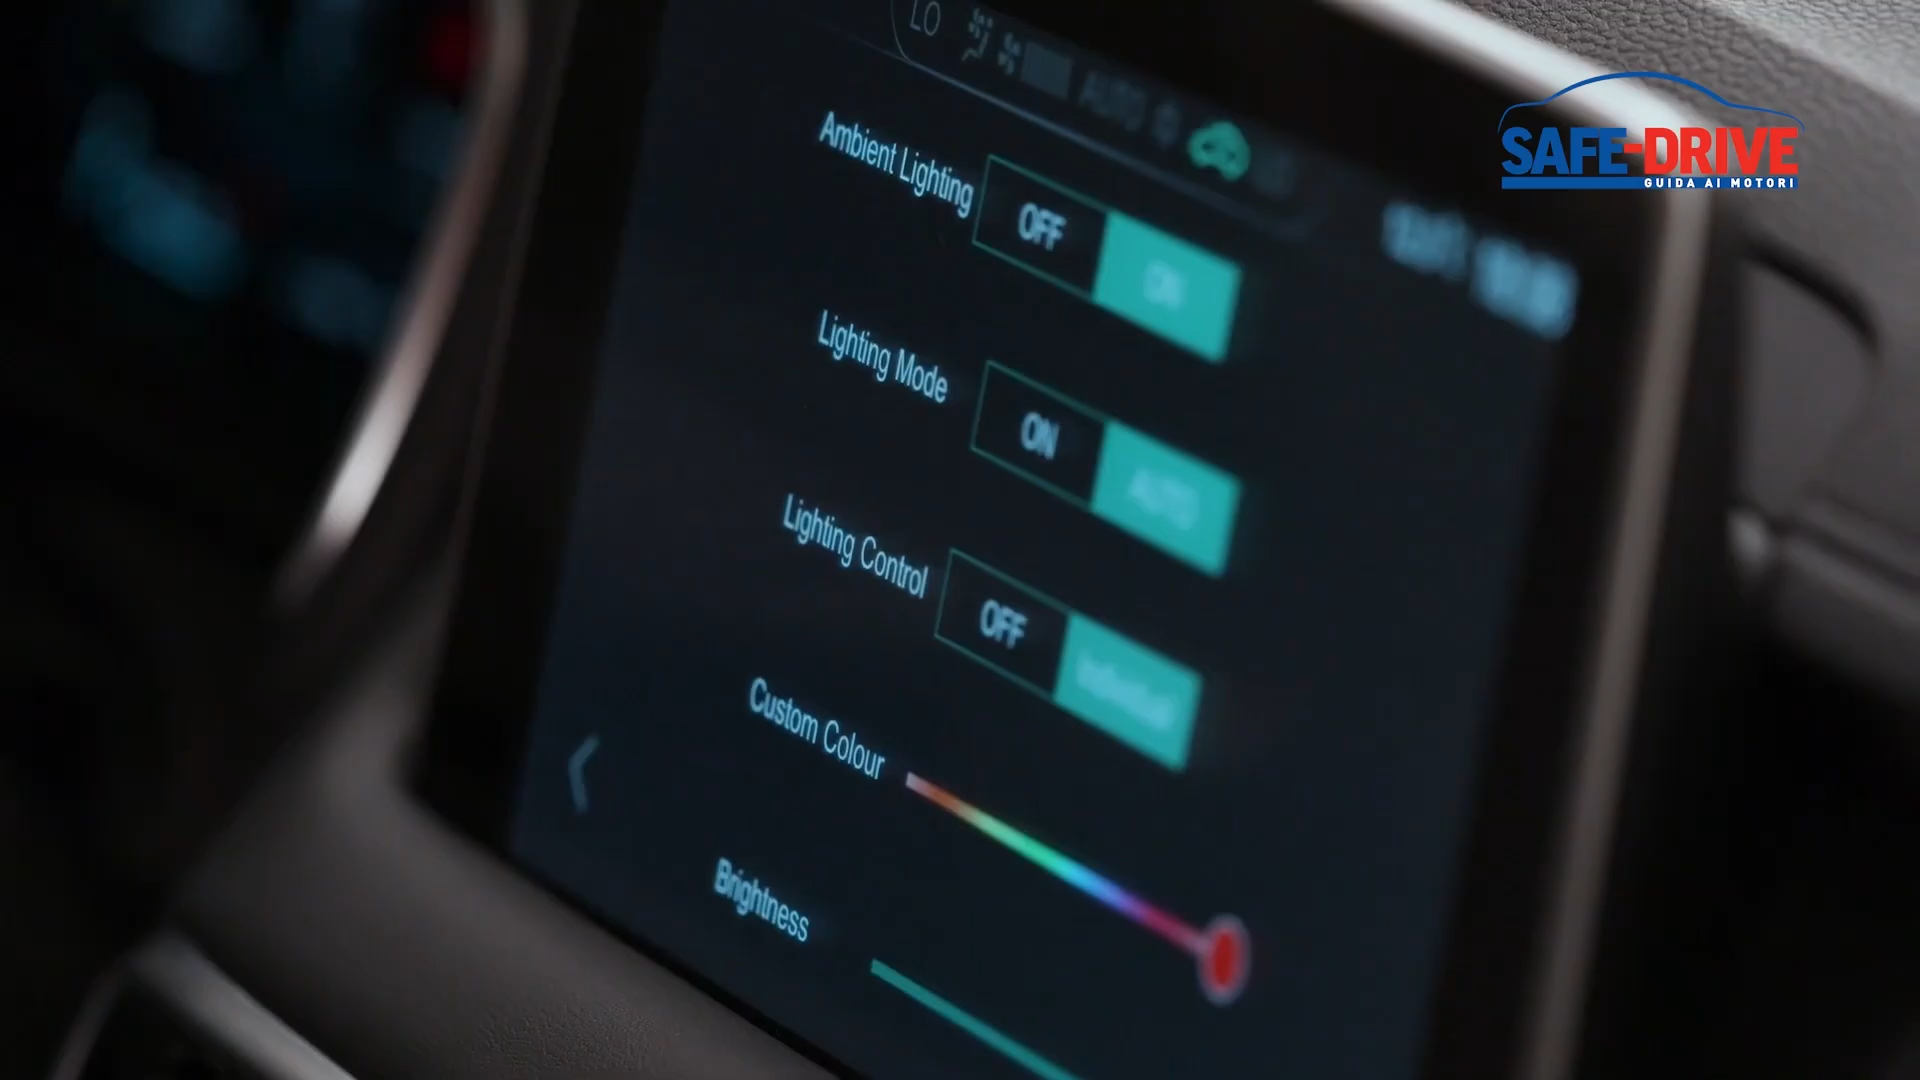 LO
AUTO
SAFE-DRIVE
GUIDA AI MOTORI
Ambient Lighting
OFF
ON
Lighting Mode
ON
AUTO
Lighting Control
OFF
Individual
Custom Colour
Brightness